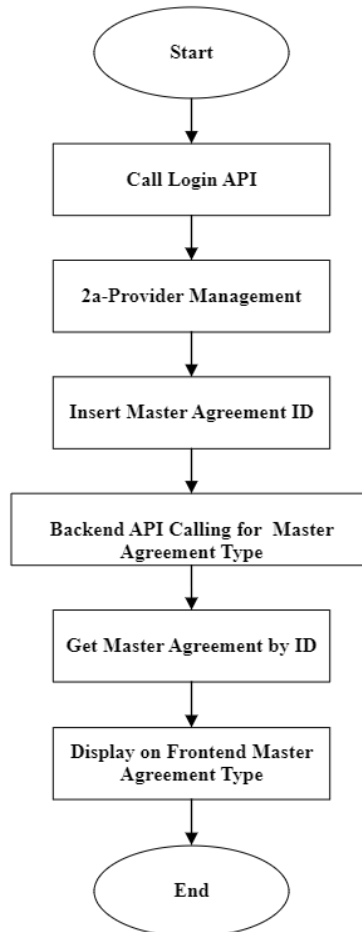 Start
Call Login API
2a-Provider Management
Insert Master Agreement ID
Backend API Calling for Master
Agreement Type
Get Master Agreement by ID
Display on Frontend Master
Agreement Type
End